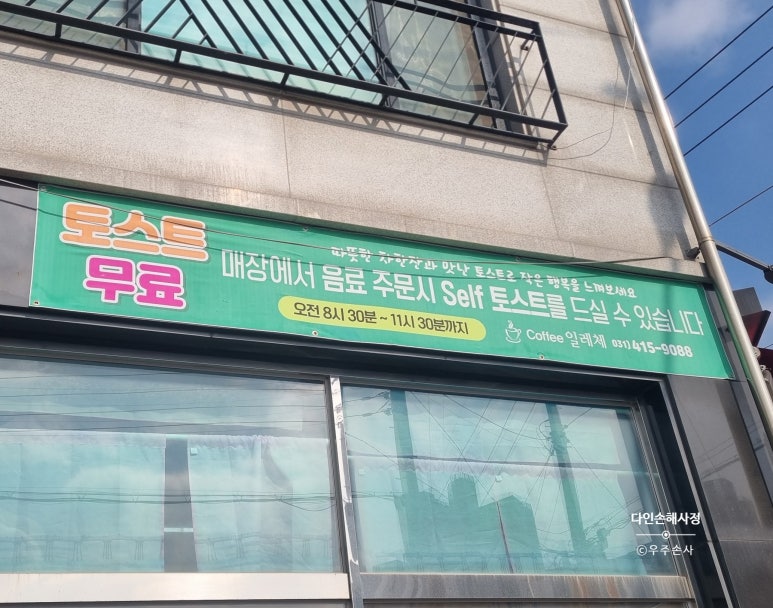 토스트
무료
따뜻한 차한잔과 맛난 토스트로 작은 행복을 느껴보세요
매장에서 음료 주문시 Self 토스트를 드실 수 있습니다
오전 8시 30분 ~ 11시 30분까지
Coffee 일레체 031) 415-9088
다인손해사정
©우주손사